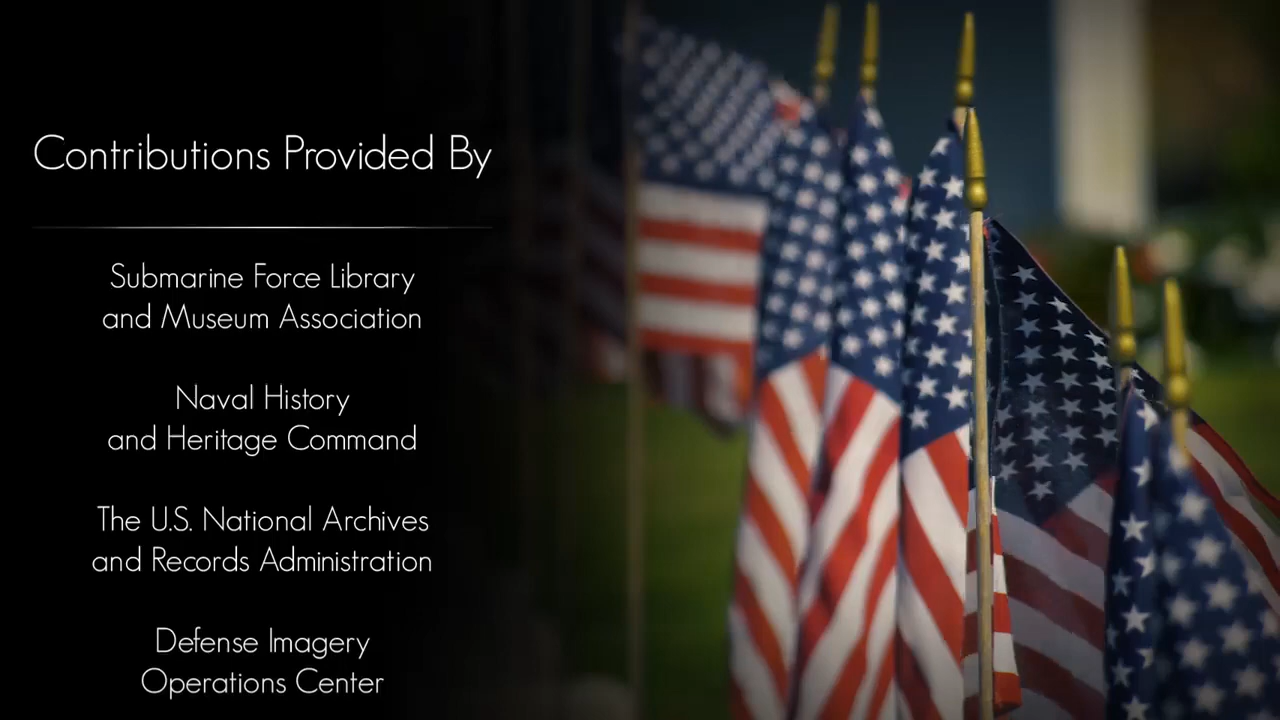 Contributions Provided By
Submarine Force Library
and Museum Association
Naval History
and Heritage Command
The U.S. National Archives
and Records Administration
Defense Imagery
Operations Center